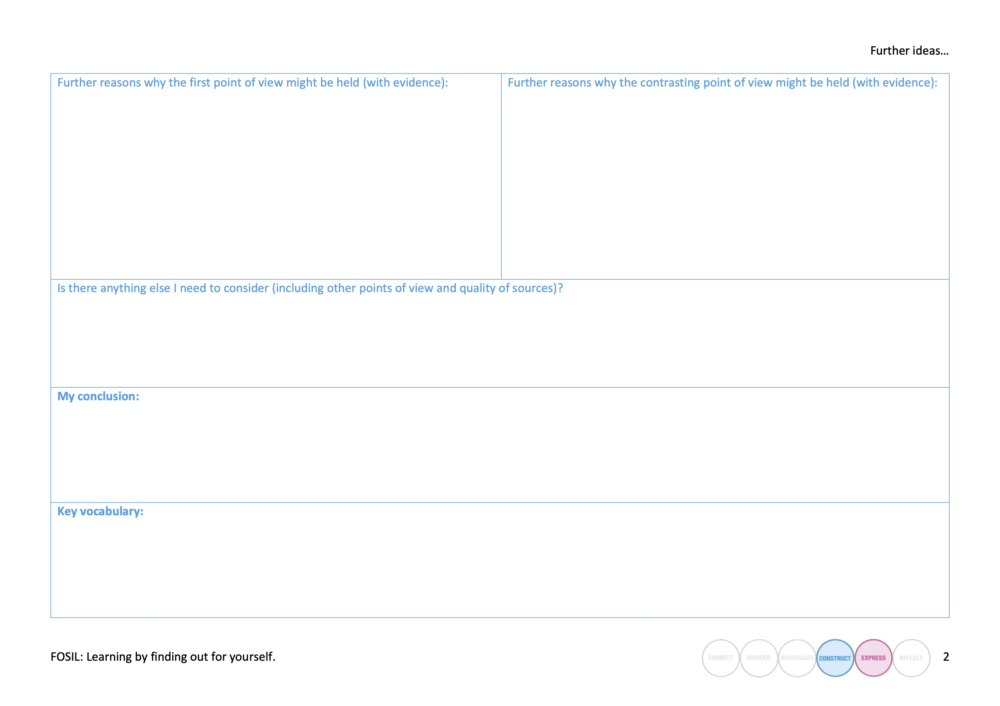 Further ideas...
Further reasons why the first point of view might be held (with evidence):
Further reasons why the contrasting point of view might be held (with evidence):
Is there anything else I need to consider (including other points of view and quality of sources)?
My conclusion:
Key vocabulary:
FOSIL: Learning by finding out for yourself.
CONNECT WONDER INVESTIGATE CONSTRUCT EXPRESS REFLECT 2